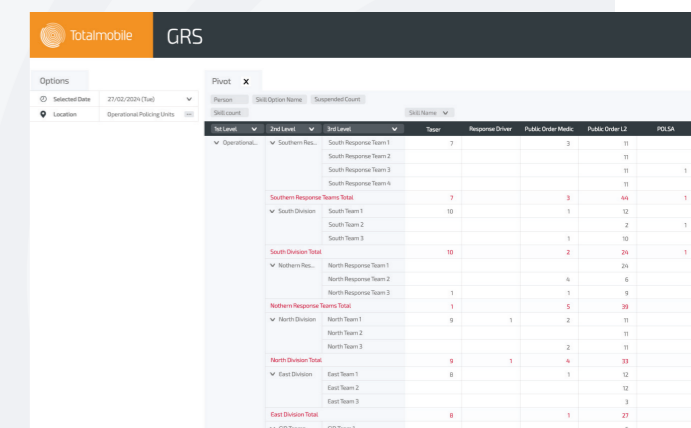 Totalmobile GRS
Options
Selected Date 27/02/2024 (Tue)
Location Operational Policing Units
Pivot X
Person Skill Option Name Suspended Count
Skill count Skill Name
1st Level 2nd Level 3rd Level Taser Response Driver Public Order Medic Public Order L2 POLSA
Operational... Southern Res... South Response Team 1 7 3 11
South Response Team 2 11
South Response Team 3 11 1
South Response Team 4 11
Southern Response Teams Total 7 3 44 1
South Division South Team 1 10 1 12
South Team 2 2 1
South Team 3 1 10
South Division Total 10 2 24 1
Nothern Res... North Response Team 1 24
North Response Team 2 4 6
North Response Team 3 1 1 9
Nothern Response Teams Total 1 5 39
North Division North Team 1 9 1 2 11
North Team 2 11
North Team 3 2 11
North Division Total 9 1 4 33
East Division East Team 1 8 1 12
East Team 2 12
East Team 3 3
East Division Total 8 1 27